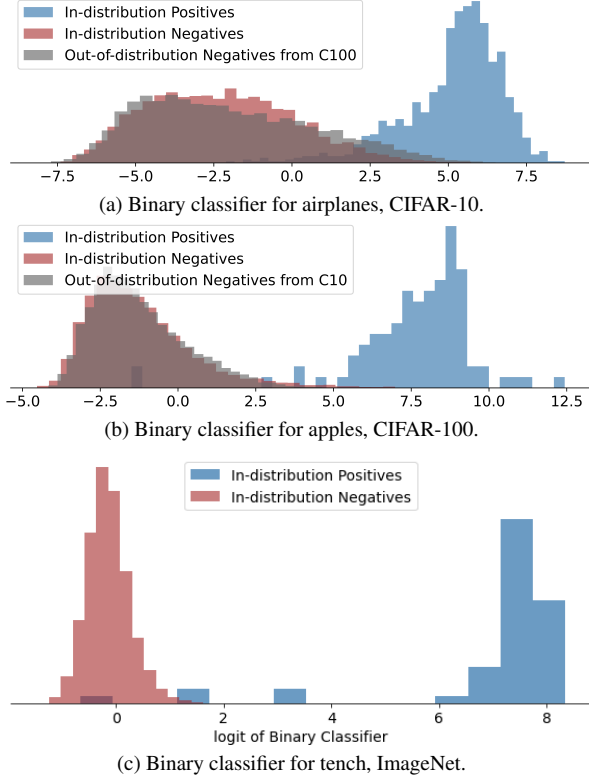 In-distribution Positives
In-distribution Negatives
Out-of-distribution Negatives from C100
−7.5 −5.0 −2.5 0.0 2.5 5.0 7.5
(a) Binary classifier for airplanes, CIFAR-10.
In-distribution Positives
In-distribution Negatives
Out-of-distribution Negatives from C10
−5.0 −2.5 0.0 2.5 5.0 7.5 10.0 12.5
(b) Binary classifier for apples, CIFAR-100.
In-distribution Positives
In-distribution Negatives
0 2 4 6 8
logit of Binary Classifier
(c) Binary classifier for tench, ImageNet.